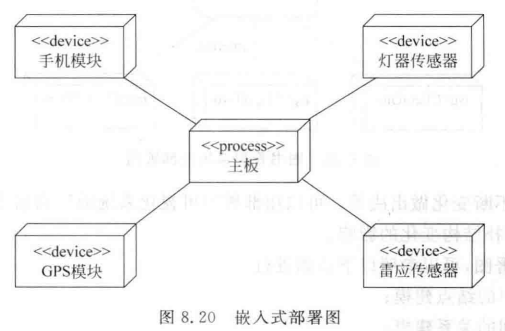 <<device>>
手机模块
<<device>>
灯器传感器
<<process>>
主板
<<device>>
GPS模块
<<device>>
雷应传感器
图 8.20 嵌入式部署图